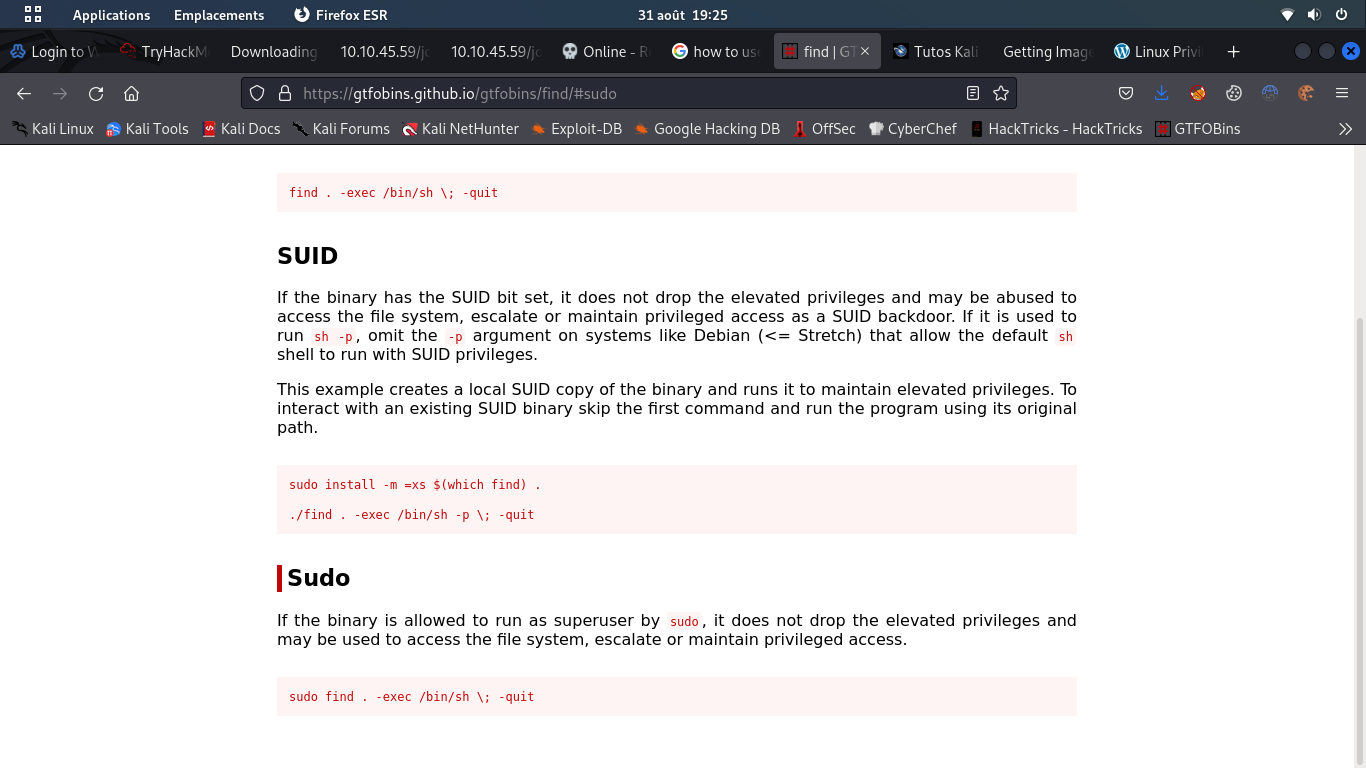 Applications Emplacements Firefox ESR 31 août 19:25
Login to W TryHackM Downloading 10.10.45.59/jo 10.10.45.59/jo Online - R how to use find | GT Tutos Kali Getting Imag Linux Privi
https://gtfobins.github.io/gtfobins/find/#sudo
Kali Linux Kali Tools Kali Docs Kali Forums Kali NetHunter Exploit-DB Google Hacking DB OffSec CyberChef HackTricks - HackTricks GTFOBins
find . -exec /bin/sh \; -quit
SUID
If the binary has the SUID bit set, it does not drop the elevated privileges and may be abused to
access the file system, escalate or maintain privileged access as a SUID backdoor. If it is used to
run sh -p, omit the -p argument on systems like Debian (<= Stretch) that allow the default sh
shell to run with SUID privileges.
This example creates a local SUID copy of the binary and runs it to maintain elevated privileges. To
interact with an existing SUID binary skip the first command and run the program using its original
path.
sudo install -m =xs $(which find) .
./find . -exec /bin/sh -p \; -quit
Sudo
If the binary is allowed to run as superuser by sudo, it does not drop the elevated privileges and
may be used to access the file system, escalate or maintain privileged access.
sudo find . -exec /bin/sh \; -quit